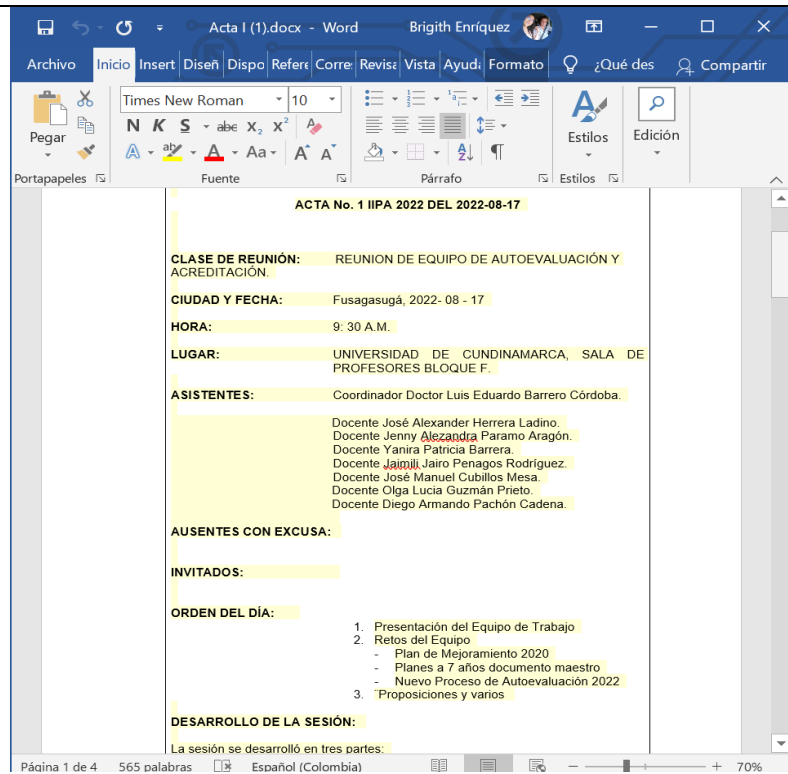 Acta I (1).docx - Word Brigith Enríquez
Archivo Inicio Insert Diseñ Dispo Refere Corre Revisa Vista Ayuda Formato ¿Qué des Compartir
Times New Roman 10
Pegar
N K S abc X₂ X²
A ab A Aa A A
Estilos Edición
Portapapeles Fuente Párrafo Estilos
ACTA No. 1 IIPA 2022 DEL 2022-08-17
CLASE DE REUNIÓN: REUNION DE EQUIPO DE AUTOEVALUACIÓN Y
ACREDITACIÓN.
CIUDAD Y FECHA: Fusagasugá, 2022- 08 - 17
HORA: 9: 30 A.M.
LUGAR: UNIVERSIDAD DE CUNDINAMARCA, SALA DE
PROFESORES BLOQUE F.
ASISTENTES: Coordinador Doctor Luis Eduardo Barrero Córdoba.
Docente José Alexander Herrera Ladino.
Docente Jenny Alezandra Paramo Aragón.
Docente Yanira Patricia Barrera.
Docente Jaimili Jairo Penagos Rodríguez.
Docente José Manuel Cubillos Mesa.
Docente Olga Lucia Guzmán Prieto.
Docente Diego Armando Pachón Cadena.
AUSENTES CON EXCUSA:
INVITADOS:
ORDEN DEL DÍA:
1. Presentación del Equipo de Trabajo
2. Retos del Equipo
- Plan de Mejoramiento 2020
- Planes a 7 años documento maestro
- Nuevo Proceso de Autoevaluación 2022
3. ¨Proposiciones y varios
DESARROLLO DE LA SESIÓN:
La sesión se desarrolló en tres partes:
Página 1 de 4 565 palabras Español (Colombia) 70%